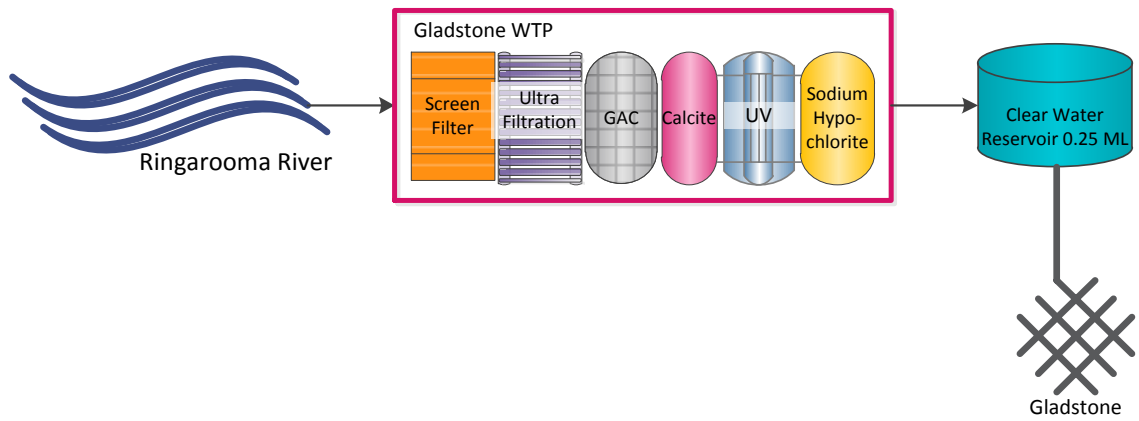 Gladstone WTP
Screen
Filter
Ultra
Filtration
GAC
Calcite
UV
Sodium
Hypo-
chlorite
Clear Water
Reservoir 0.25 ML
Ringarooma River
Gladstone